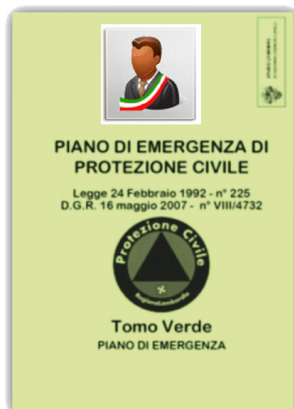 PIANO DI EMERGENZA DI
PROTEZIONE CIVILE
Legge 24 Febbraio 1992 - n° 225
D.G.R. 16 maggio 2007 - n° VIII/4732
Protezione Civile
RegioneLombardia
Tomo Verde
PIANO DI EMERGENZA